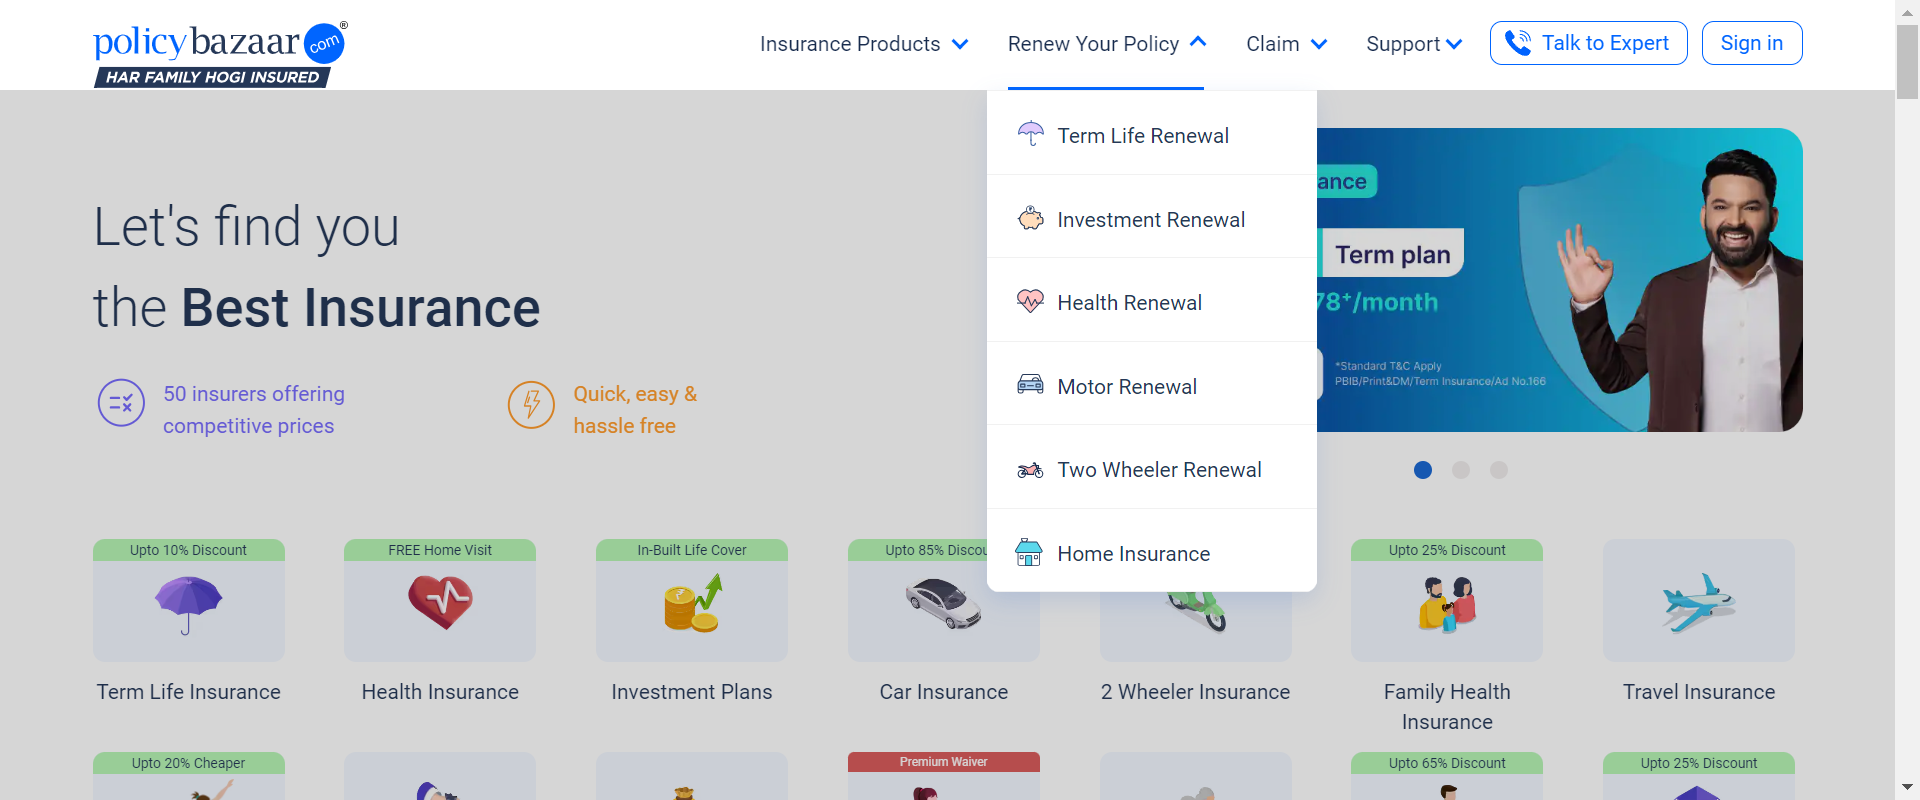 policybazaar.com®
HAR FAMILY HOGI INSURED
Insurance Products
Renew Your Policy
Claim
Support
Talk to Expert
Sign in
Term Life Renewal
Investment Renewal
Health Renewal
Motor Renewal
Two Wheeler Renewal
Home Insurance
Let's find you
the Best Insurance
50 insurers offering
competitive prices
Quick, easy &
hassle free
Term plan
78+/month
*Standard T&C Apply
PBIB/Print&DM/Term Insurance/Ad No.166
Upto 10% Discount
FREE Home Visit
In-Built Life Cover
Upto 85%
Upto 25% Discount
Term Life Insurance
Health Insurance
Investment Plans
Car Insurance
2 Wheeler Insurance
Family Health
Insurance
Travel Insurance
Upto 20% Cheaper
Premium Waiver
Upto 65% Discount
Upto 25% Discount